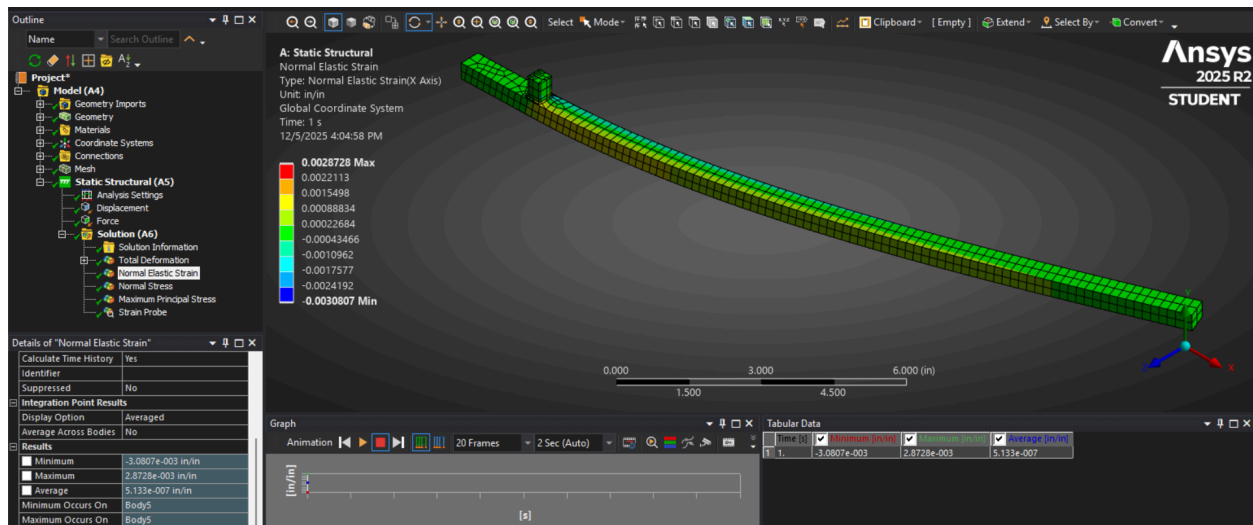 Outline
Name
Search Outline
Project*
Model (A4)
Geometry Imports
Geometry
Materials
Coordinate Systems
Connections
Mesh
Static Structural (A5)
Analysis Settings
Displacement
Force
Solution (A6)
Solution Information
Total Deformation
Normal Elastic Strain
Normal Stress
Maximum Principal Stress
Strain Probe
Details of "Normal Elastic Strain"
Calculate Time History Yes
Identifier
Suppressed No
Integration Point Results
Display Option Averaged
Average Across Bodies No
Results
Minimum -3.0807e-003 in/in
Maximum 2.8728e-003 in/in
Average 5.133e-007 in/in
Minimum Occurs On Body5
Maximum Occurs On Body5
Select Mode Clipboard [ Empty ] Extend Select By Convert
A: Static Structural
Normal Elastic Strain
Type: Normal Elastic Strain(X Axis)
Unit: in/in
Global Coordinate System
Time: 1 s
12/5/2025 4:04:58 PM
0.0028728 Max
0.0022113
0.0015498
0.00088834
0.00022684
-0.00043466
-0.0010962
-0.0017577
-0.0024192
-0.0030807 Min
Ansys
2025 R2
STUDENT
Y
Z
X
0.000 3.000 6.000 (in)
1.500 4.500
Graph
Animation 20 Frames 2 Sec (Auto)
[in/in]
[s]
Tabular Data
Time [s] Minimum [in/in] Maximum [in/in] Average [in/in]
1 1. -3.0807e-003 2.8728e-003 5.133e-007